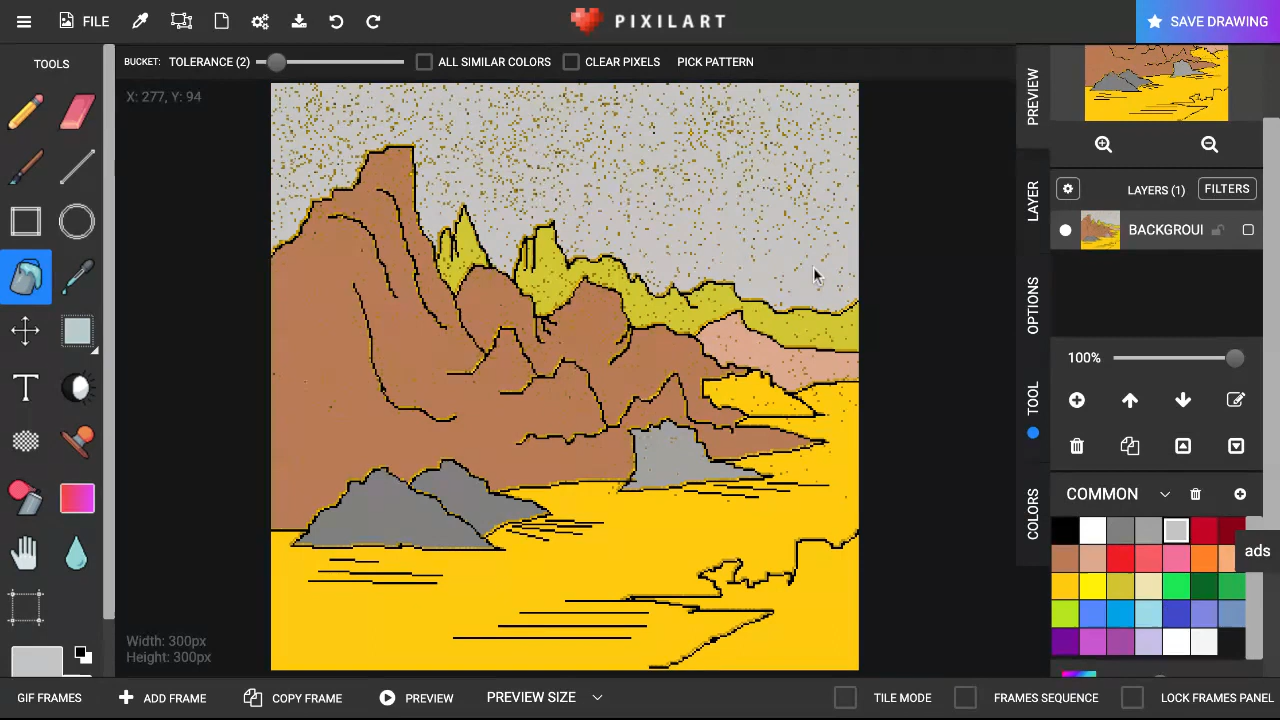 FILE
PIXILART
SAVE DRAWING
TOOLS
BUCKET: TOLERANCE (2)
ALL SIMILAR COLORS
CLEAR PIXELS
PICK PATTERN
X: 277, Y: 94
PREVIEW
LAYER
OPTIONS
TOOL
COLORS
LAYERS (1)
FILTERS
BACKGROUI
100%
COMMON
ads
Width: 300px
Height: 300px
GIF FRAMES
ADD FRAME
COPY FRAME
PREVIEW
PREVIEW SIZE
TILE MODE
FRAMES SEQUENCE
LOCK FRAMES PANEL